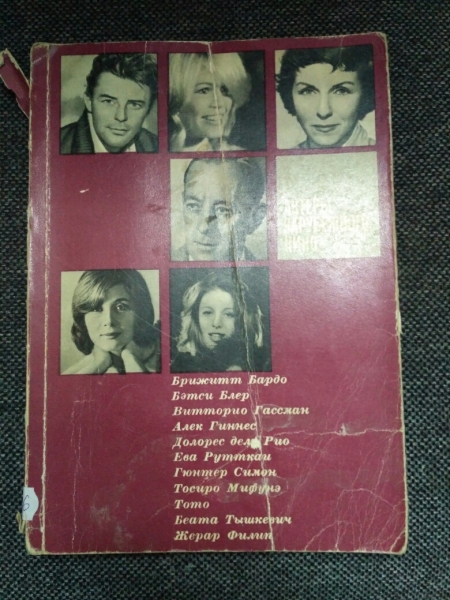 Брижитт Бардо
Бэтси Блер
Витторио Гассман
Алек Гиннес
Долорес дель Рио
Ева Рутткаи
Гюнтер Симон
Тосиро Мифунэ
Тото
Беата Тышкевич
Жерар Филип